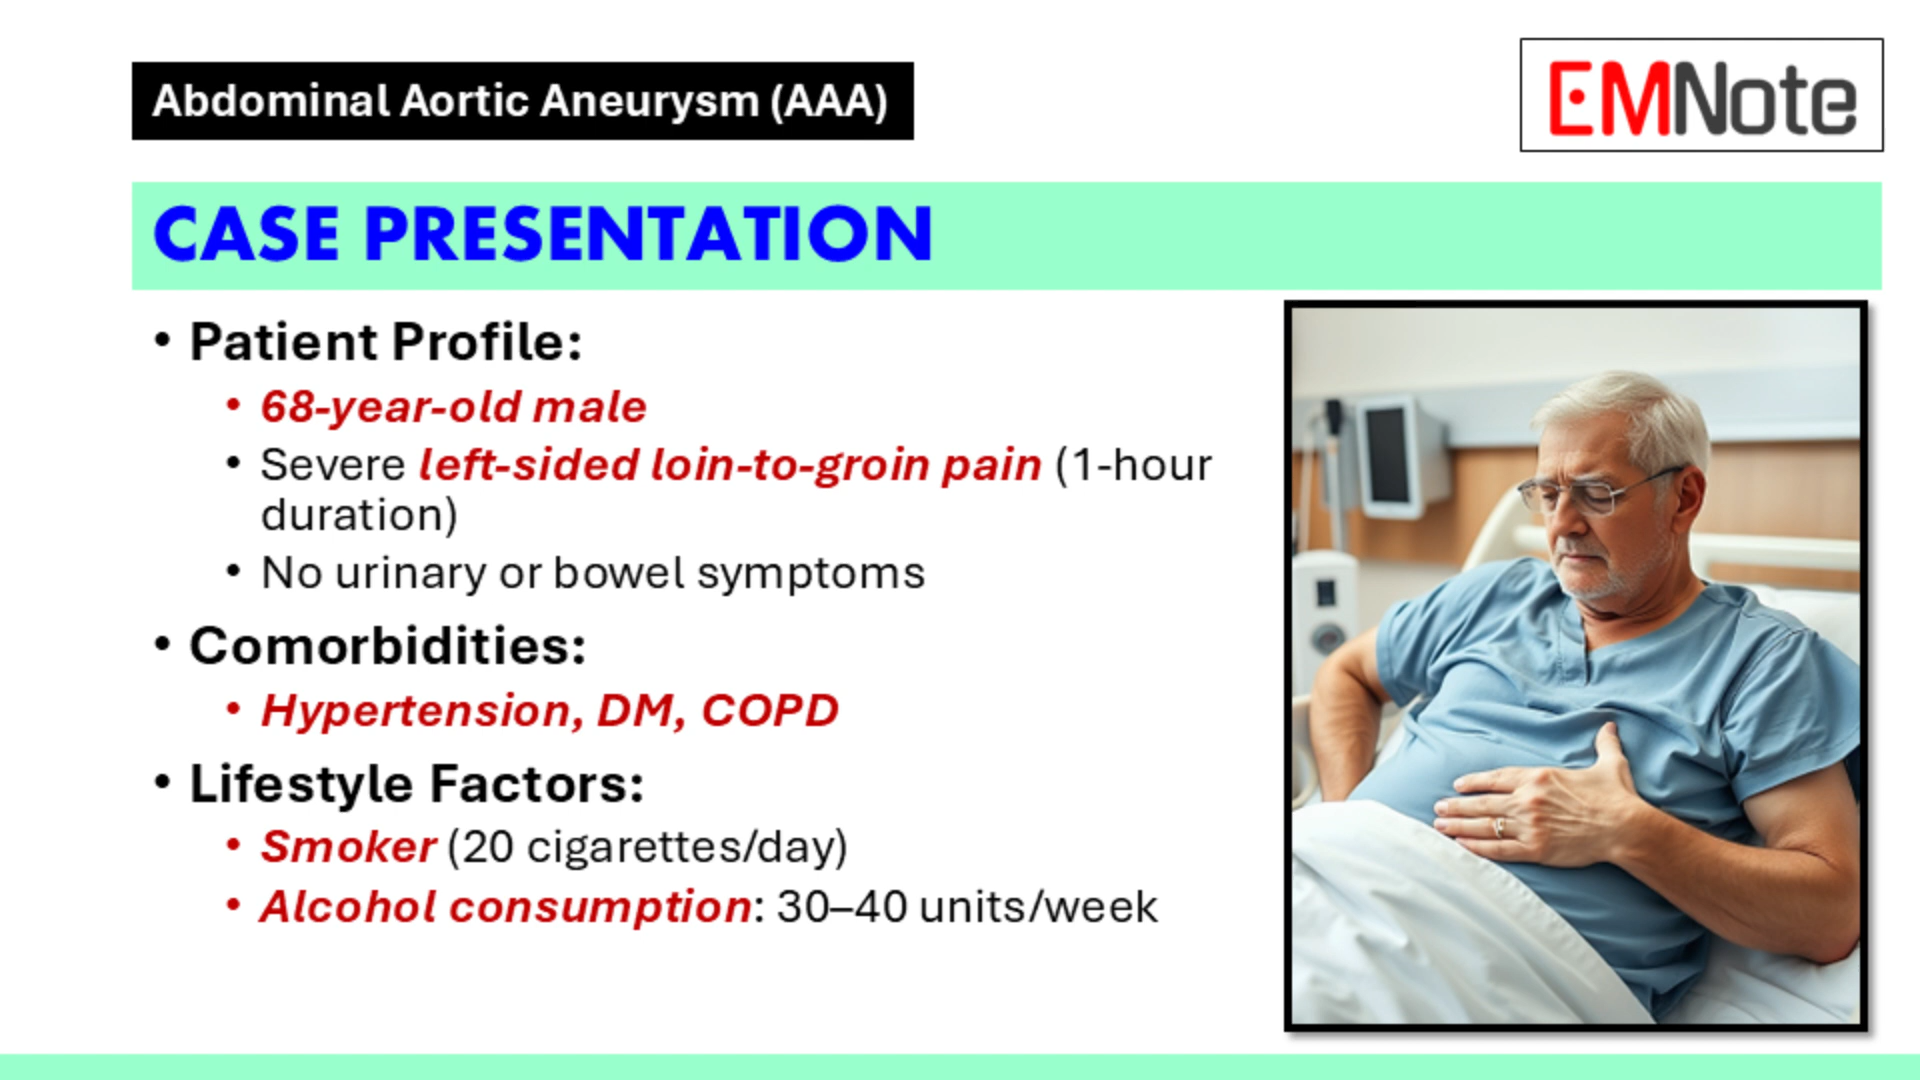 Abdominal Aortic Aneurysm (AAA)
EMNote
CASE PRESENTATION
• Patient Profile:
• 68-year-old male
• Severe left-sided loin-to-groin pain (1-hour
duration)
• No urinary or bowel symptoms
• Comorbidities:
• Hypertension, DM, COPD
• Lifestyle Factors:
• Smoker (20 cigarettes/day)
• Alcohol consumption: 30–40 units/week